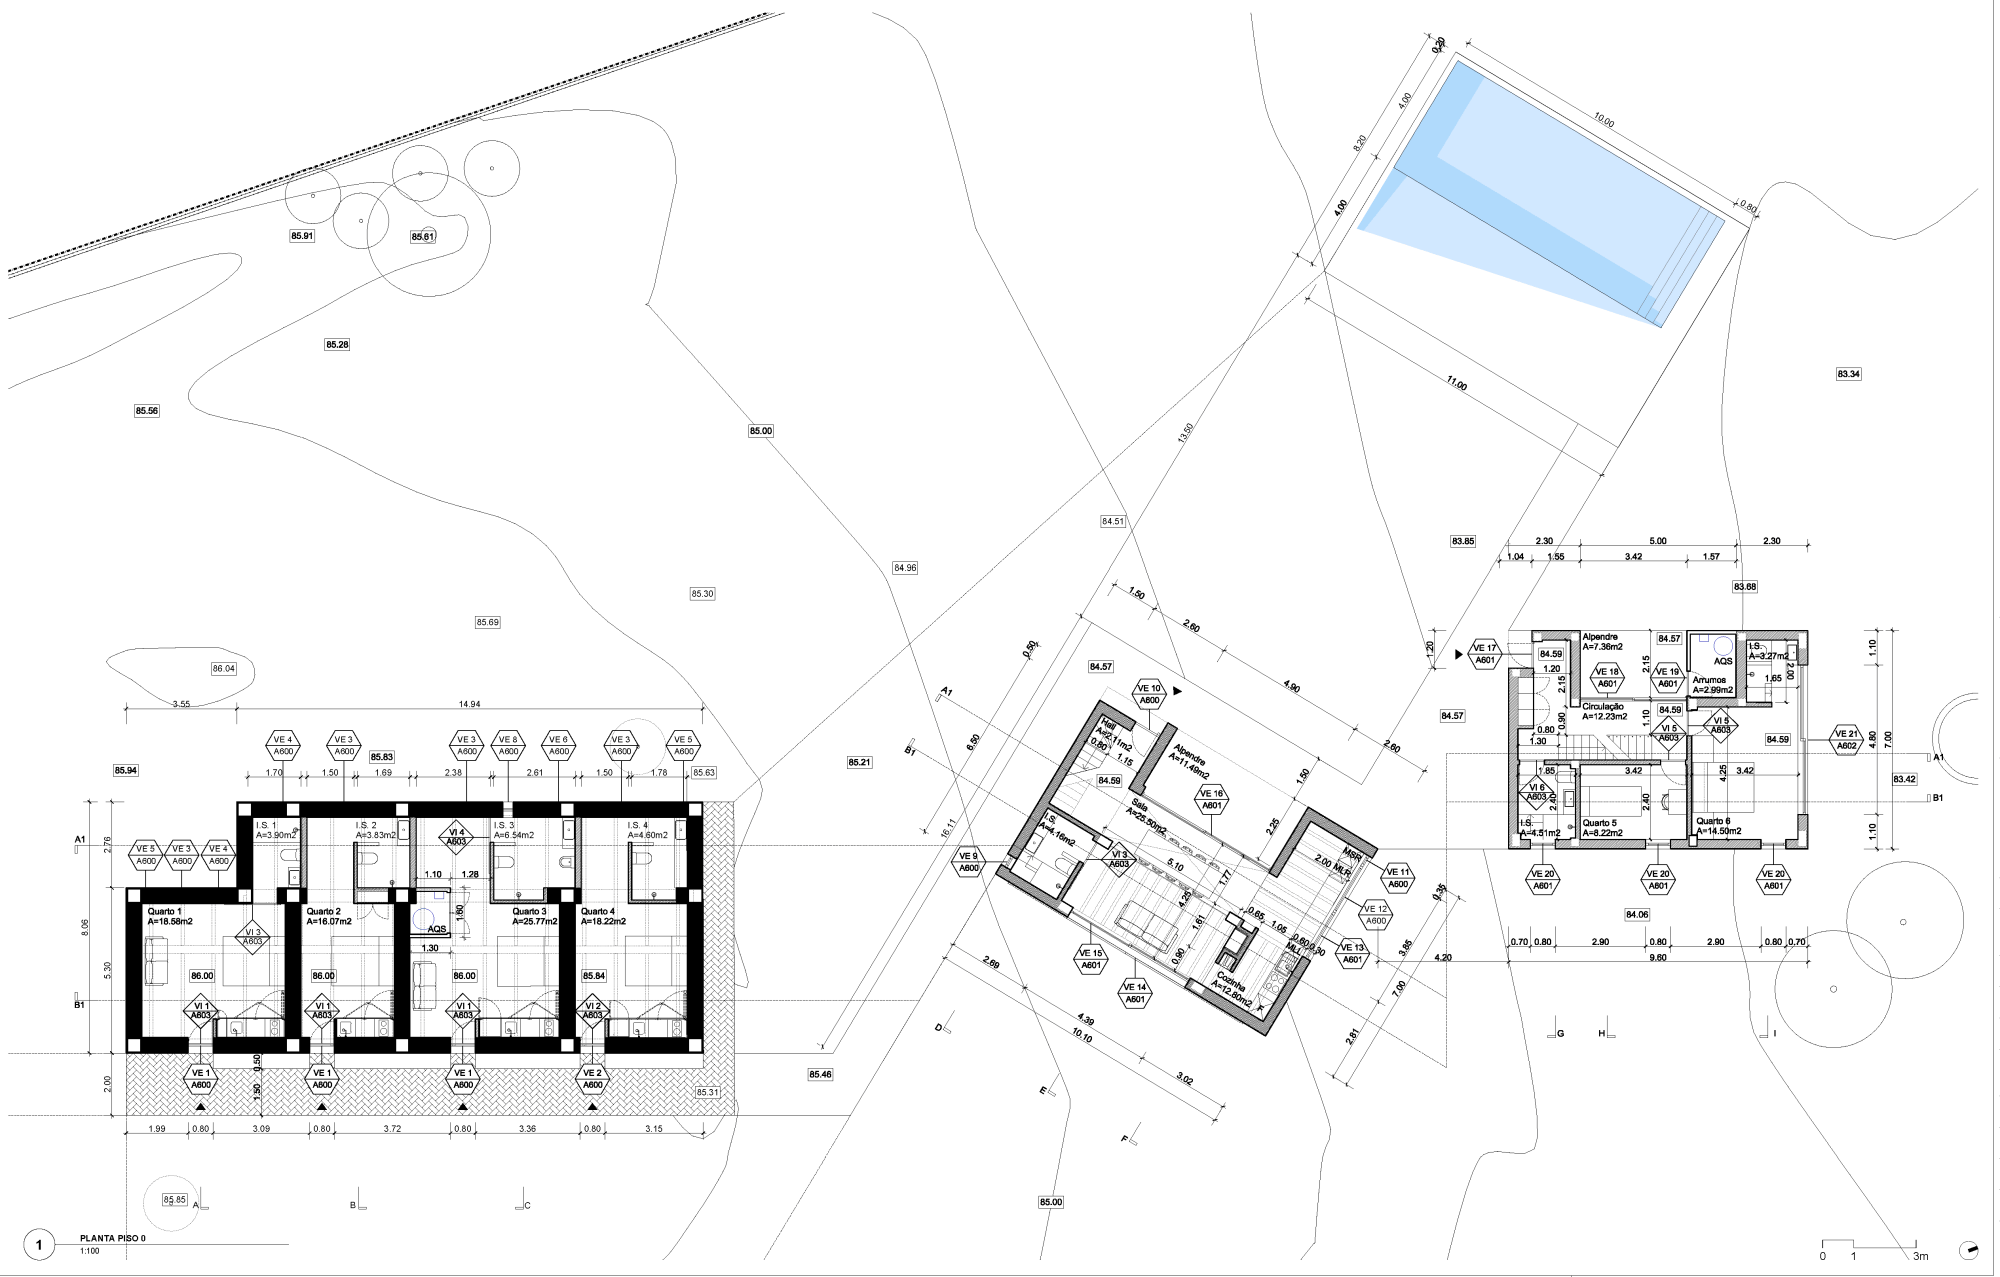 0.20
4.00
8.20
10.00
4.00
0.80
85.91
85.61
85.28
11.00
83.34
85.56
85.00
13.50
84.51
84.96
83.85
2.30
5.00
2.30
1.04
1.55
3.42
1.57
85.30
83.68
85.69
1.50
2.60
86.04
3.55
14.94
0.50
6.50
84.57
4.90
2.60
1.20
VE 17
A601
84.59
1.20
2.15
Alpendre
A=7.36m2
84.57
2.15
VE 18
A601
VE 19
A601
AQS
Arrumos
A=2.99m2
I.S.
A=3.27m2
2.00
1.65
1.10
4.80
7.00
1.10
84.57
Circulação
A=12.23m2
84.59
1.10
0.90
0.80
1.30
VI 5
A603
VI 5
A603
84.59
VE 21
A602
A1
83.42
B1
1.85
3.42
4.25
3.42
VI 6
A603
2.40
2.40
I.S.
A=4.51m2
Quarto 5
A=8.22m2
Quarto 6
A=14.50m2
VE 20
A601
VE 20
A601
VE 20
A601
84.06
0.70
0.80
2.90
0.80
2.90
0.80
0.70
4.20
9.60
G
H
I
VE 4
A600
VE 3
A600
85.83
VE 3
A600
VE 8
A600
VE 6
A600
VE 3
A600
VE 5
A600
85.94
1.70
1.50
1.69
2.38
2.61
1.50
1.78
85.63
85.21
I.S. 1
A=3.90m2
I.S. 2
A=3.83m2
VI 4
A603
I.S. 3
A=6.54m2
I.S. 4
A=4.60m2
A1
2.76
VE 5
A600
VE 3
A600
VE 4
A600
1.10
1.28
8.06
Quarto 1
A=18.58m2
VI 3
A603
Quarto 2
A=16.07m2
AQS
1.60
1.30
Quarto 3
A=25.77m2
Quarto 4
A=18.22m2
5.30
86.00
86.00
86.00
85.84
B1
VI 1
A603
VI 1
A603
VI 1
A603
VI 2
A603
2.00
0.50
1.50
VE 1
A600
VE 1
A600
VE 1
A600
VE 2
A600
85.31
85.46
1.99
0.80
3.09
0.80
3.72
0.80
3.36
0.80
3.15
85.85
A
B
C
A1
B1
16.11
VE 10
A600
Hall
A=2.11m2
0.80
1.15
Alpendre
A=11.49m2
1.50
84.59
Sala
A=25.50m2
VE 16
A601
2.25
I.S.
A=4.16m2
VI 3
A603
VE 9
A600
5.10
1.77
2.00
MSR
MLR
VE 11
A600
VE 12
A600
4.25
1.61
0.65
1.05
0.60
0.30
MLL
VE 13
A601
0.90
Cozinha
A=12.80m2
F
VE 15
A601
VE 14
A601
0.35
3.85
7.00
2.81
2.69
4.39
10.10
3.02
D
E
F
85.00
1
PLANTA PISO 0
1:100
0
1
3m